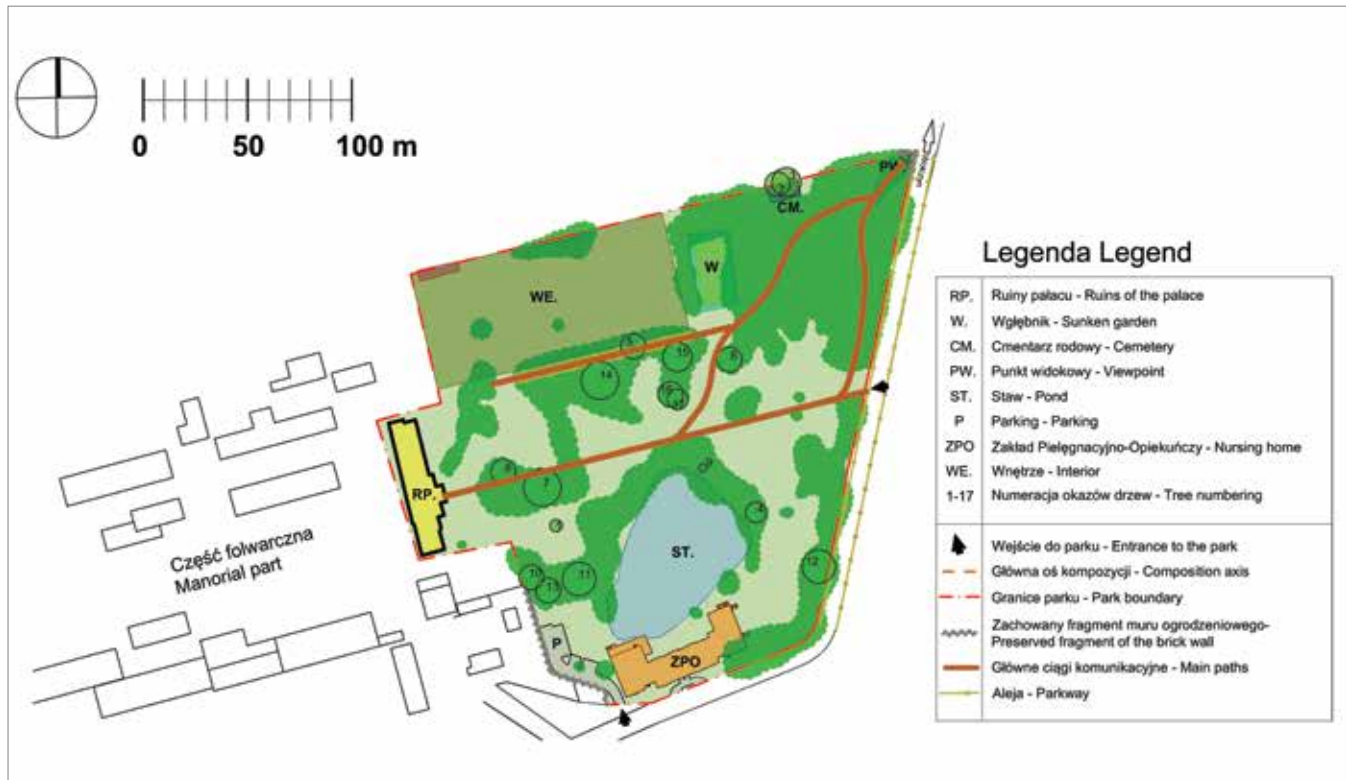 0 50 100 m
PW.
CM.
W
WE.
5
15
6
14
16
17
8
7
RP.
4
ST.
12
10
11
13
Część folwarczna
Manorial part
P
ZPO
Legenda Legend
RP. Ruiny pałacu - Ruins of the palace
W. Wgłębnik - Sunken garden
CM. Cmentarz rodowy - Cemetery
PW. Punkt widokowy - Viewpoint
ST. Staw - Pond
P Parking - Parking
ZPO Zakład Pielęgnacyjno-Opiekuńczy - Nursing home
WE. Wnętrze - Interior
1-17 Numeracja okazów drzew - Tree numbering
Wejście do parku - Entrance to the park
Główna oś kompozycji - Composition axis
Granice parku - Park boundary
Zachowany fragment muru ogrodzeniowego-
Preserved fragment of the brick wall
Główne ciągi komunikacyjne - Main paths
Aleja - Parkway